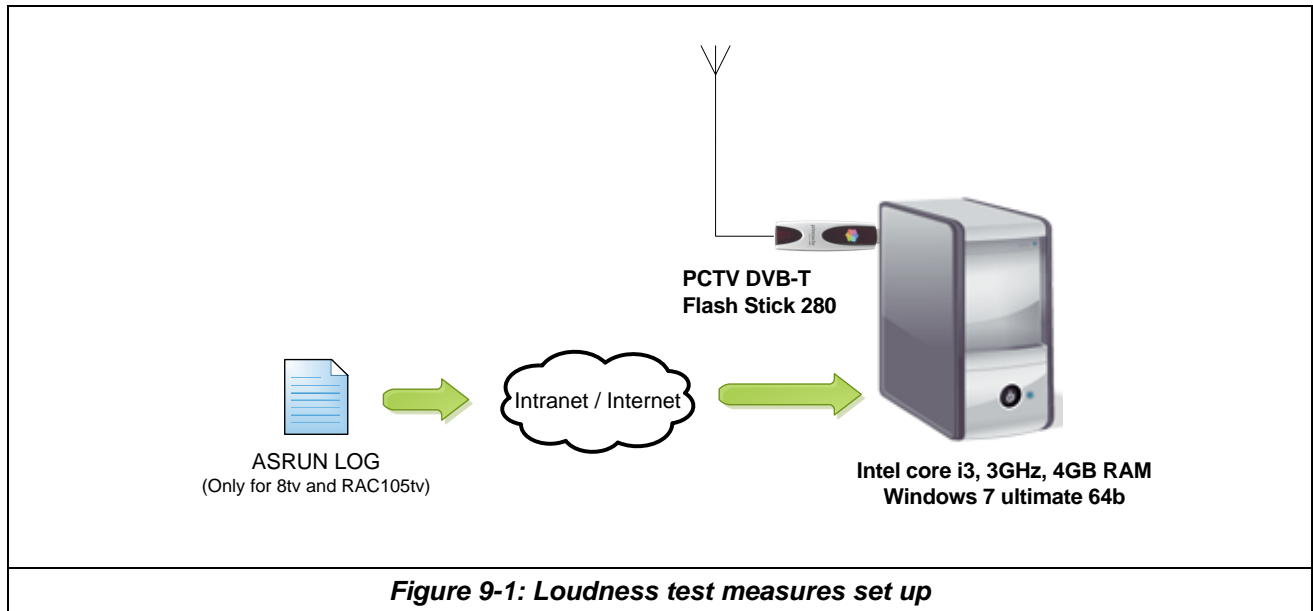 PCTV DVB-T
Flash Stick 280
Intranet / Internet
ASRUN LOG
(Only for 8tv and RAC105tv)
Intel core i3, 3GHz, 4GB RAM
Windows 7 ultimate 64b
Figure 9-1: Loudness test measures set up